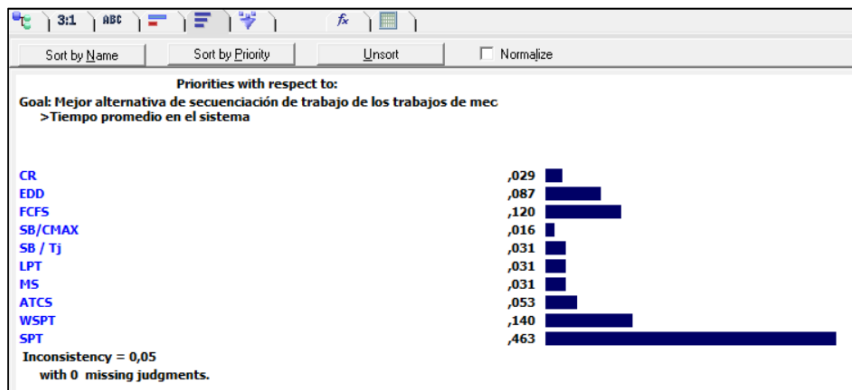 3:1 ABC fx
Sort by Name Sort by Priority Unsort Normalize
Priorities with respect to:
Goal: Mejor alternativa de secuenciación de trabajo de los trabajos de mec
>Tiempo promedio en el sistema
CR ,029
EDD ,087
FCFS ,120
SB/CMAX ,016
SB / Tj ,031
LPT ,031
MS ,031
ATCS ,053
WSPT ,140
SPT ,463
Inconsistency = 0,05
with 0 missing judgments.